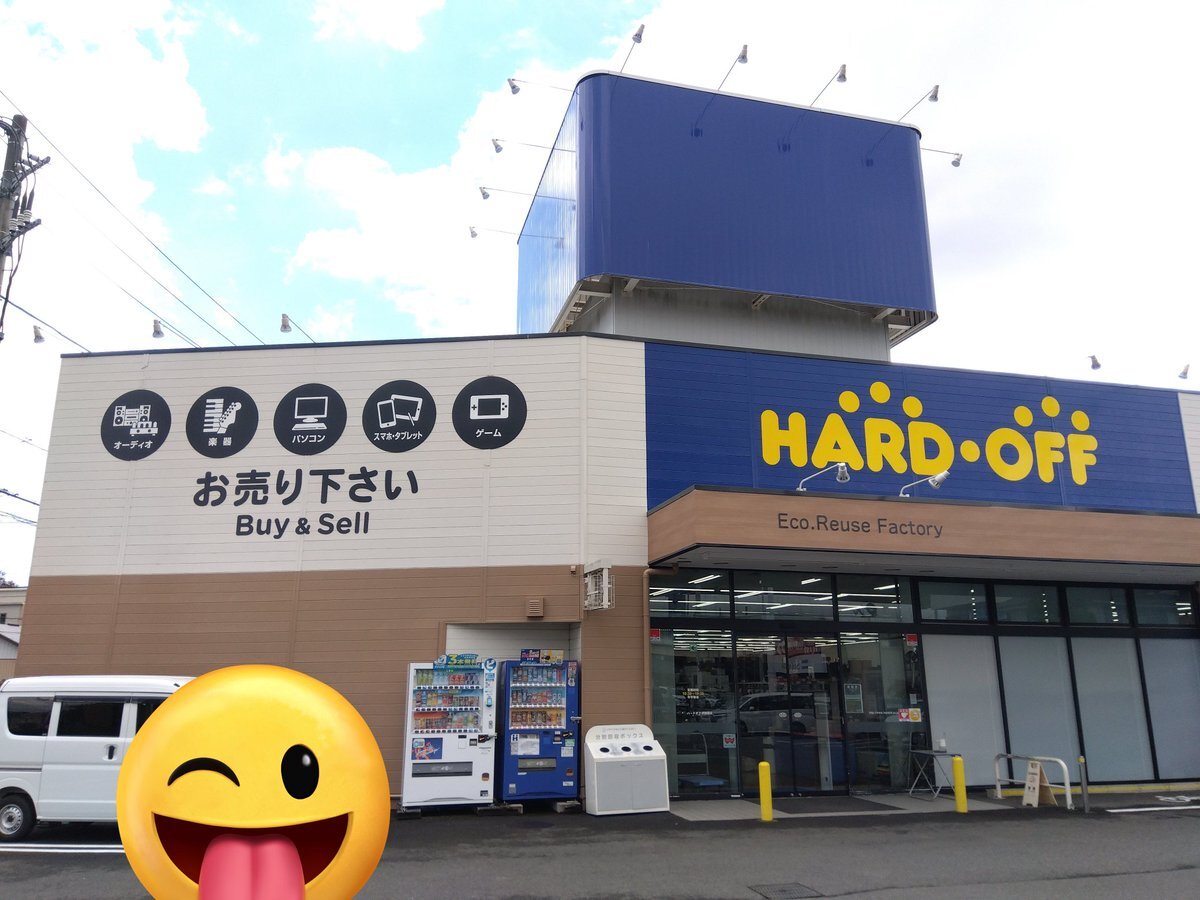 オーディオ
楽器
パソコン
スマホ・タブレット
ゲーム
お売り下さい
Buy & Sell
HARD・OFF
Eco.Reuse Factory